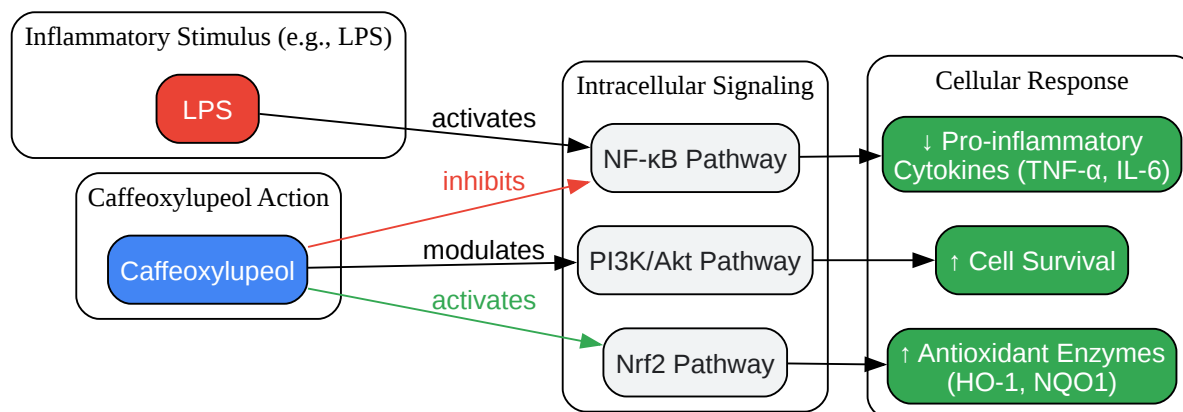 Inflammatory Stimulus (e.g., LPS)
LPS
Caffeoxylupeol Action
Caffeoxylupeol
activates
inhibits
modulates
activates
Intracellular Signaling
NF-κB Pathway
PI3K/Akt Pathway
Nrf2 Pathway
Cellular Response
↓ Pro-inflammatory
Cytokines (TNF-α, IL-6)
↑ Cell Survival
↑ Antioxidant Enzymes
(HO-1, NQO1)